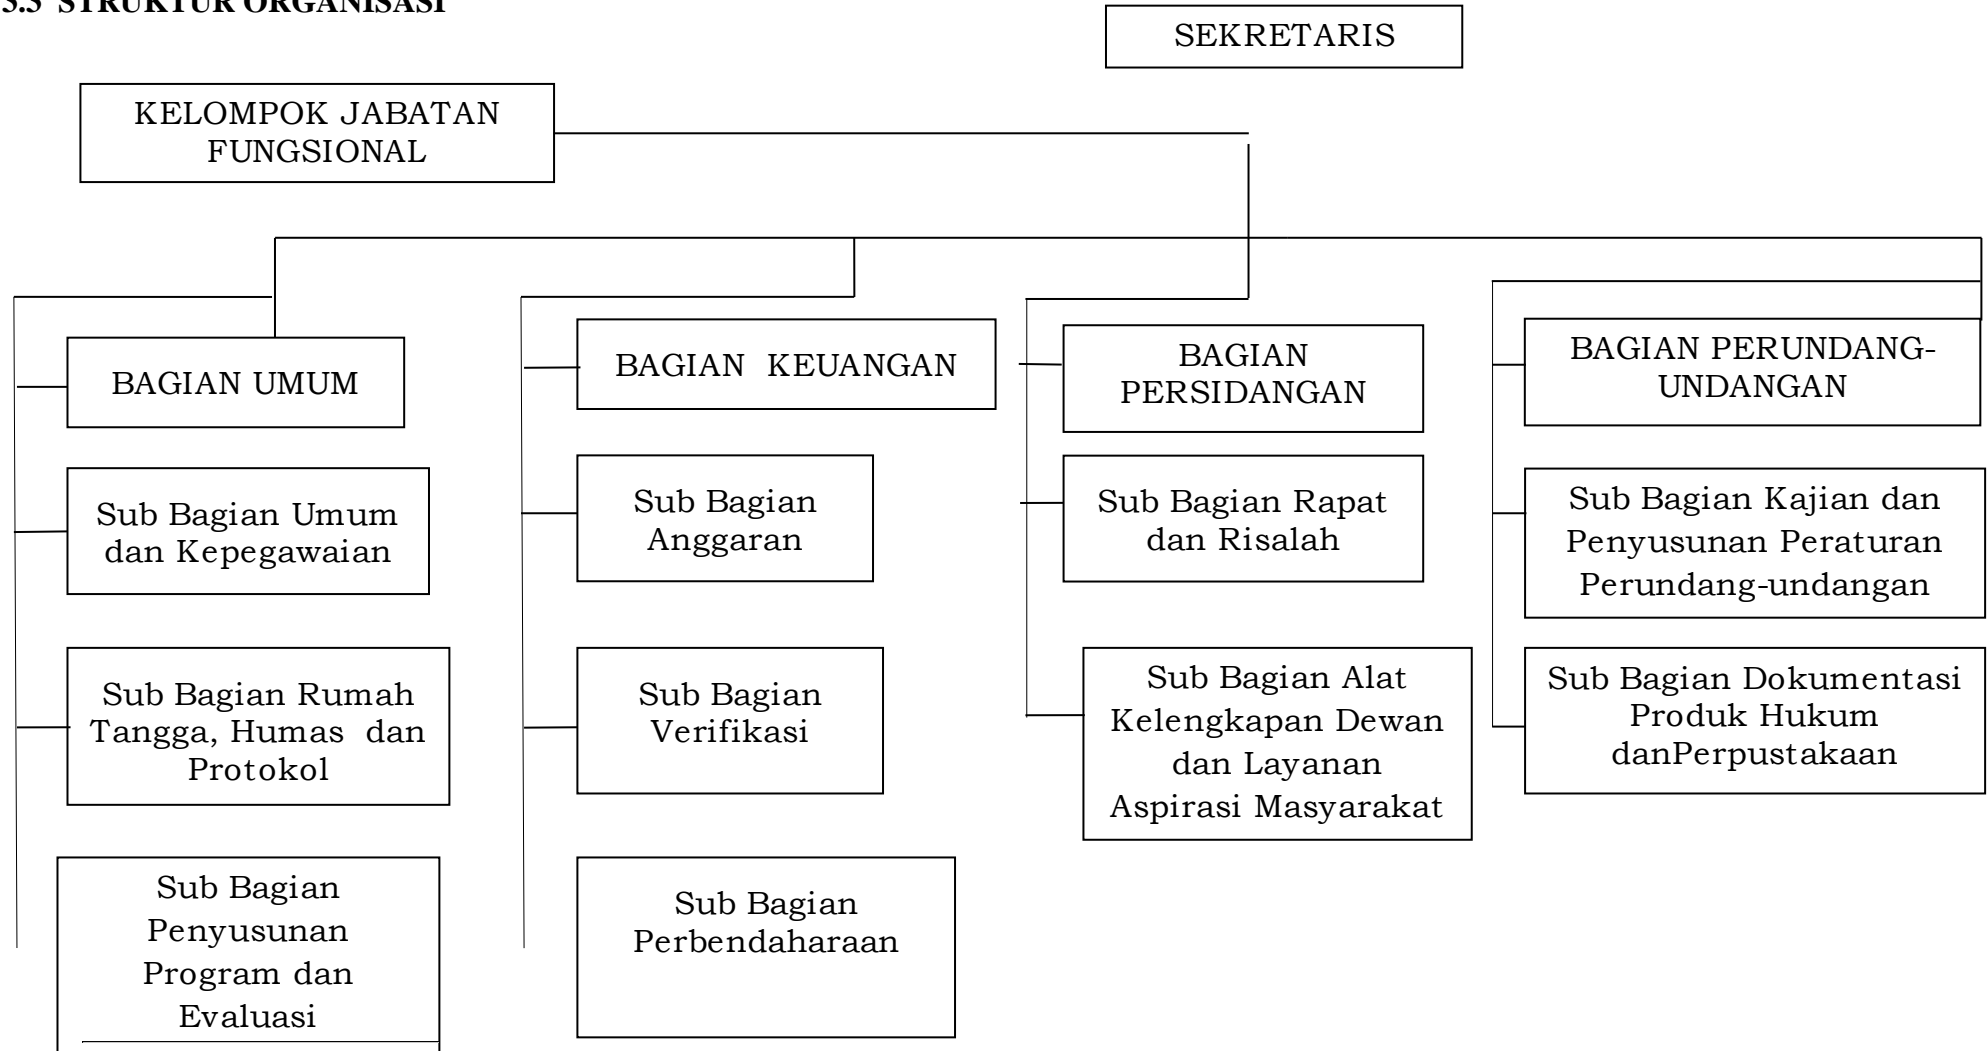 3.3 STRUKTUR ORGANISASI
SEKRETARIS
KELOMPOK JABATAN
FUNGSIONAL
BAGIAN UMUM
Sub Bagian Umum
dan Kepegawaian
Sub Bagian Rumah
Tangga, Humas dan
Protokol
Sub Bagian
Penyusunan
Program dan
Evaluasi
BAGIAN KEUANGAN
Sub Bagian
Anggaran
Sub Bagian
Verifikasi
Sub Bagian
Perbendaharaan
BAGIAN
PERSIDANGAN
Sub Bagian Rapat
dan Risalah
Sub Bagian Alat
Kelengkapan Dewan
dan Layanan
Aspirasi Masyarakat
BAGIAN PERUNDANG-
UNDANGAN
Sub Bagian Kajian dan
Penyusunan Peraturan
Perundang-undangan
Sub Bagian Dokumentasi
Produk Hukum
danPerpustakaan